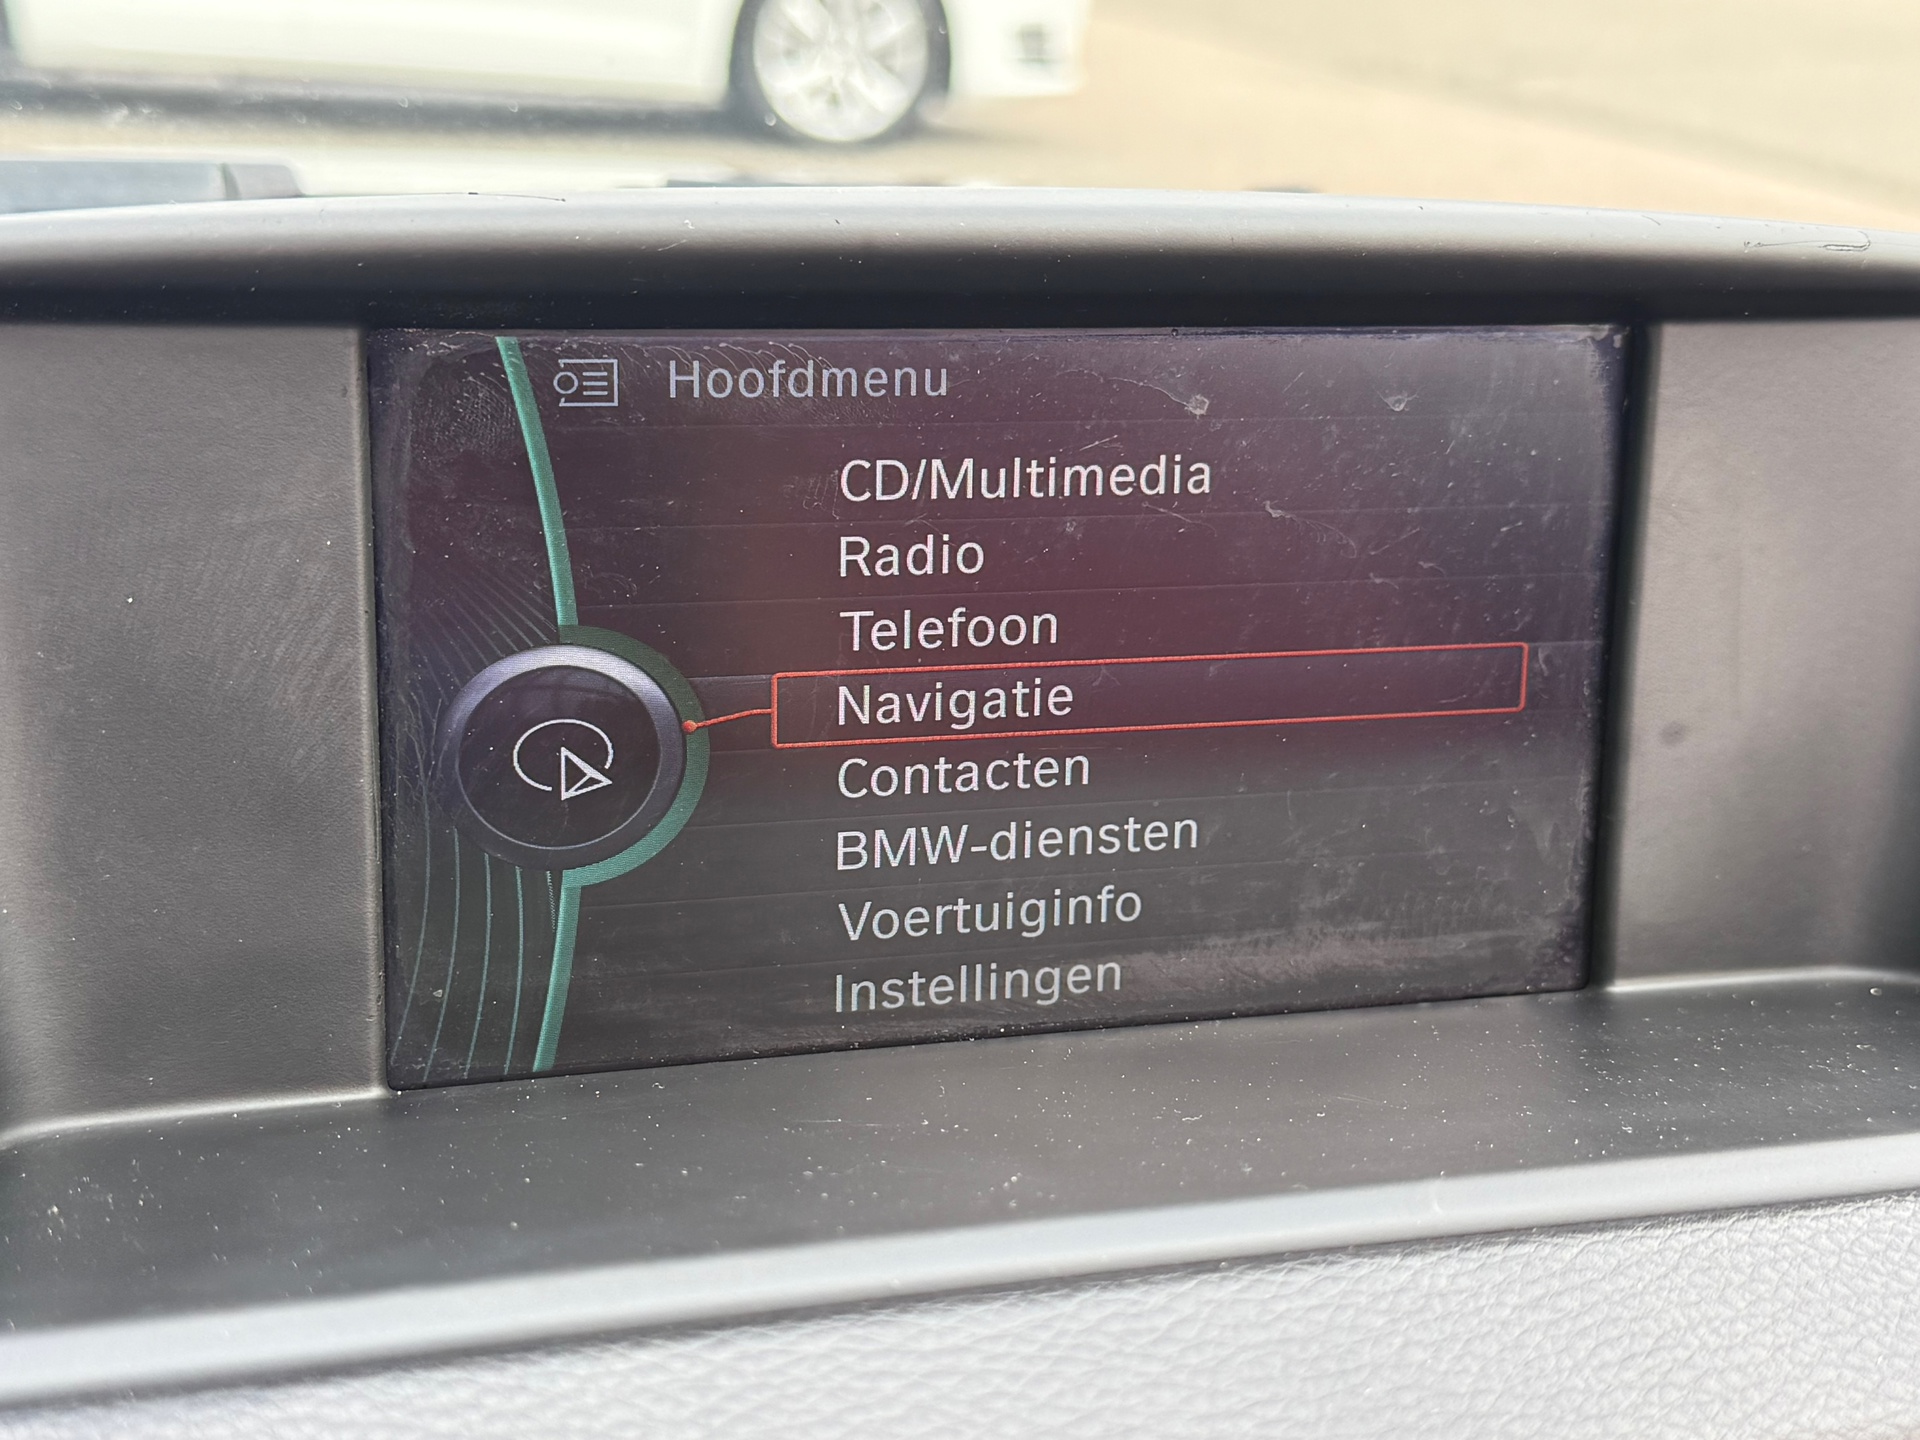 Hoofdmenu
CD/Multimedia
Radio
Telefoon
Navigatie
Contacten
BMW-diensten
Voertuiginfo
Instellingen